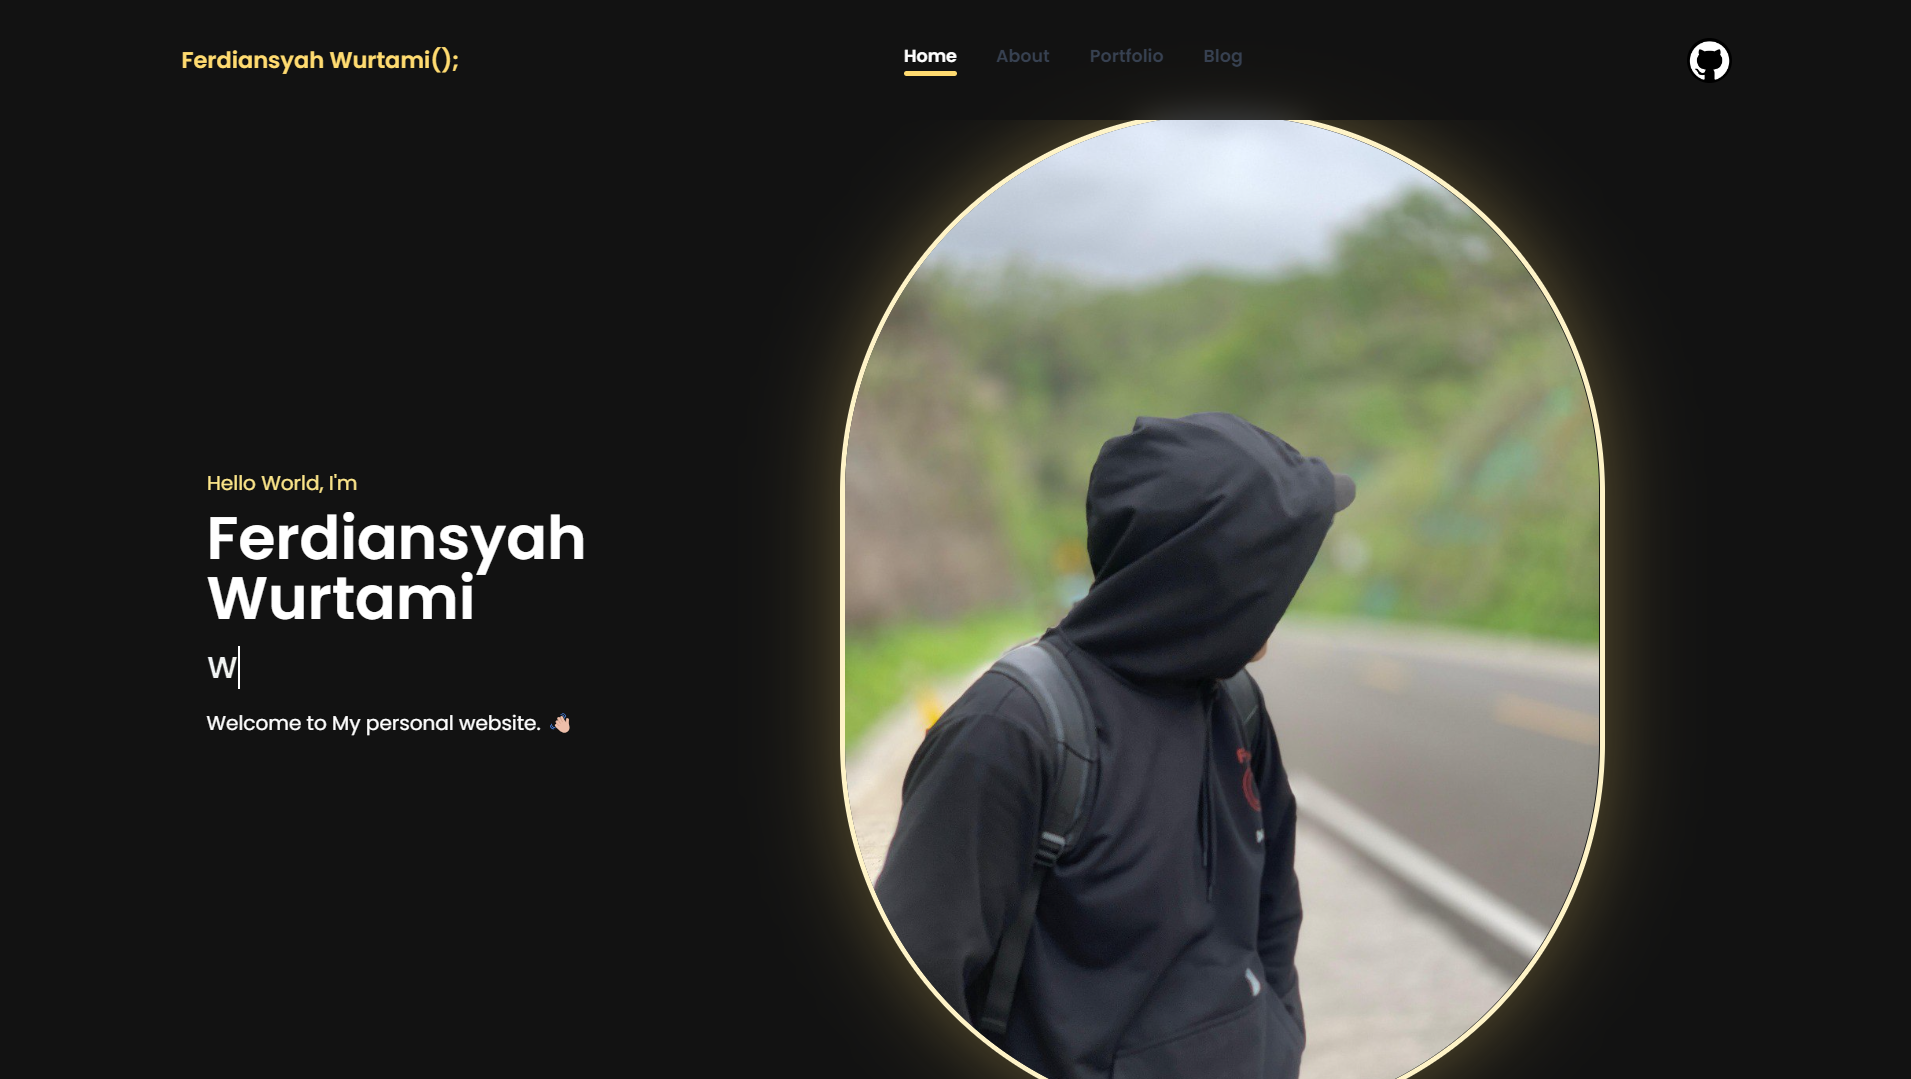 Ferdiansyah Wurtami();
Home About Portfolio Blog
Hello World, I'm
Ferdiansyah
Wurtami
W
Welcome to My personal website. 👋🏻